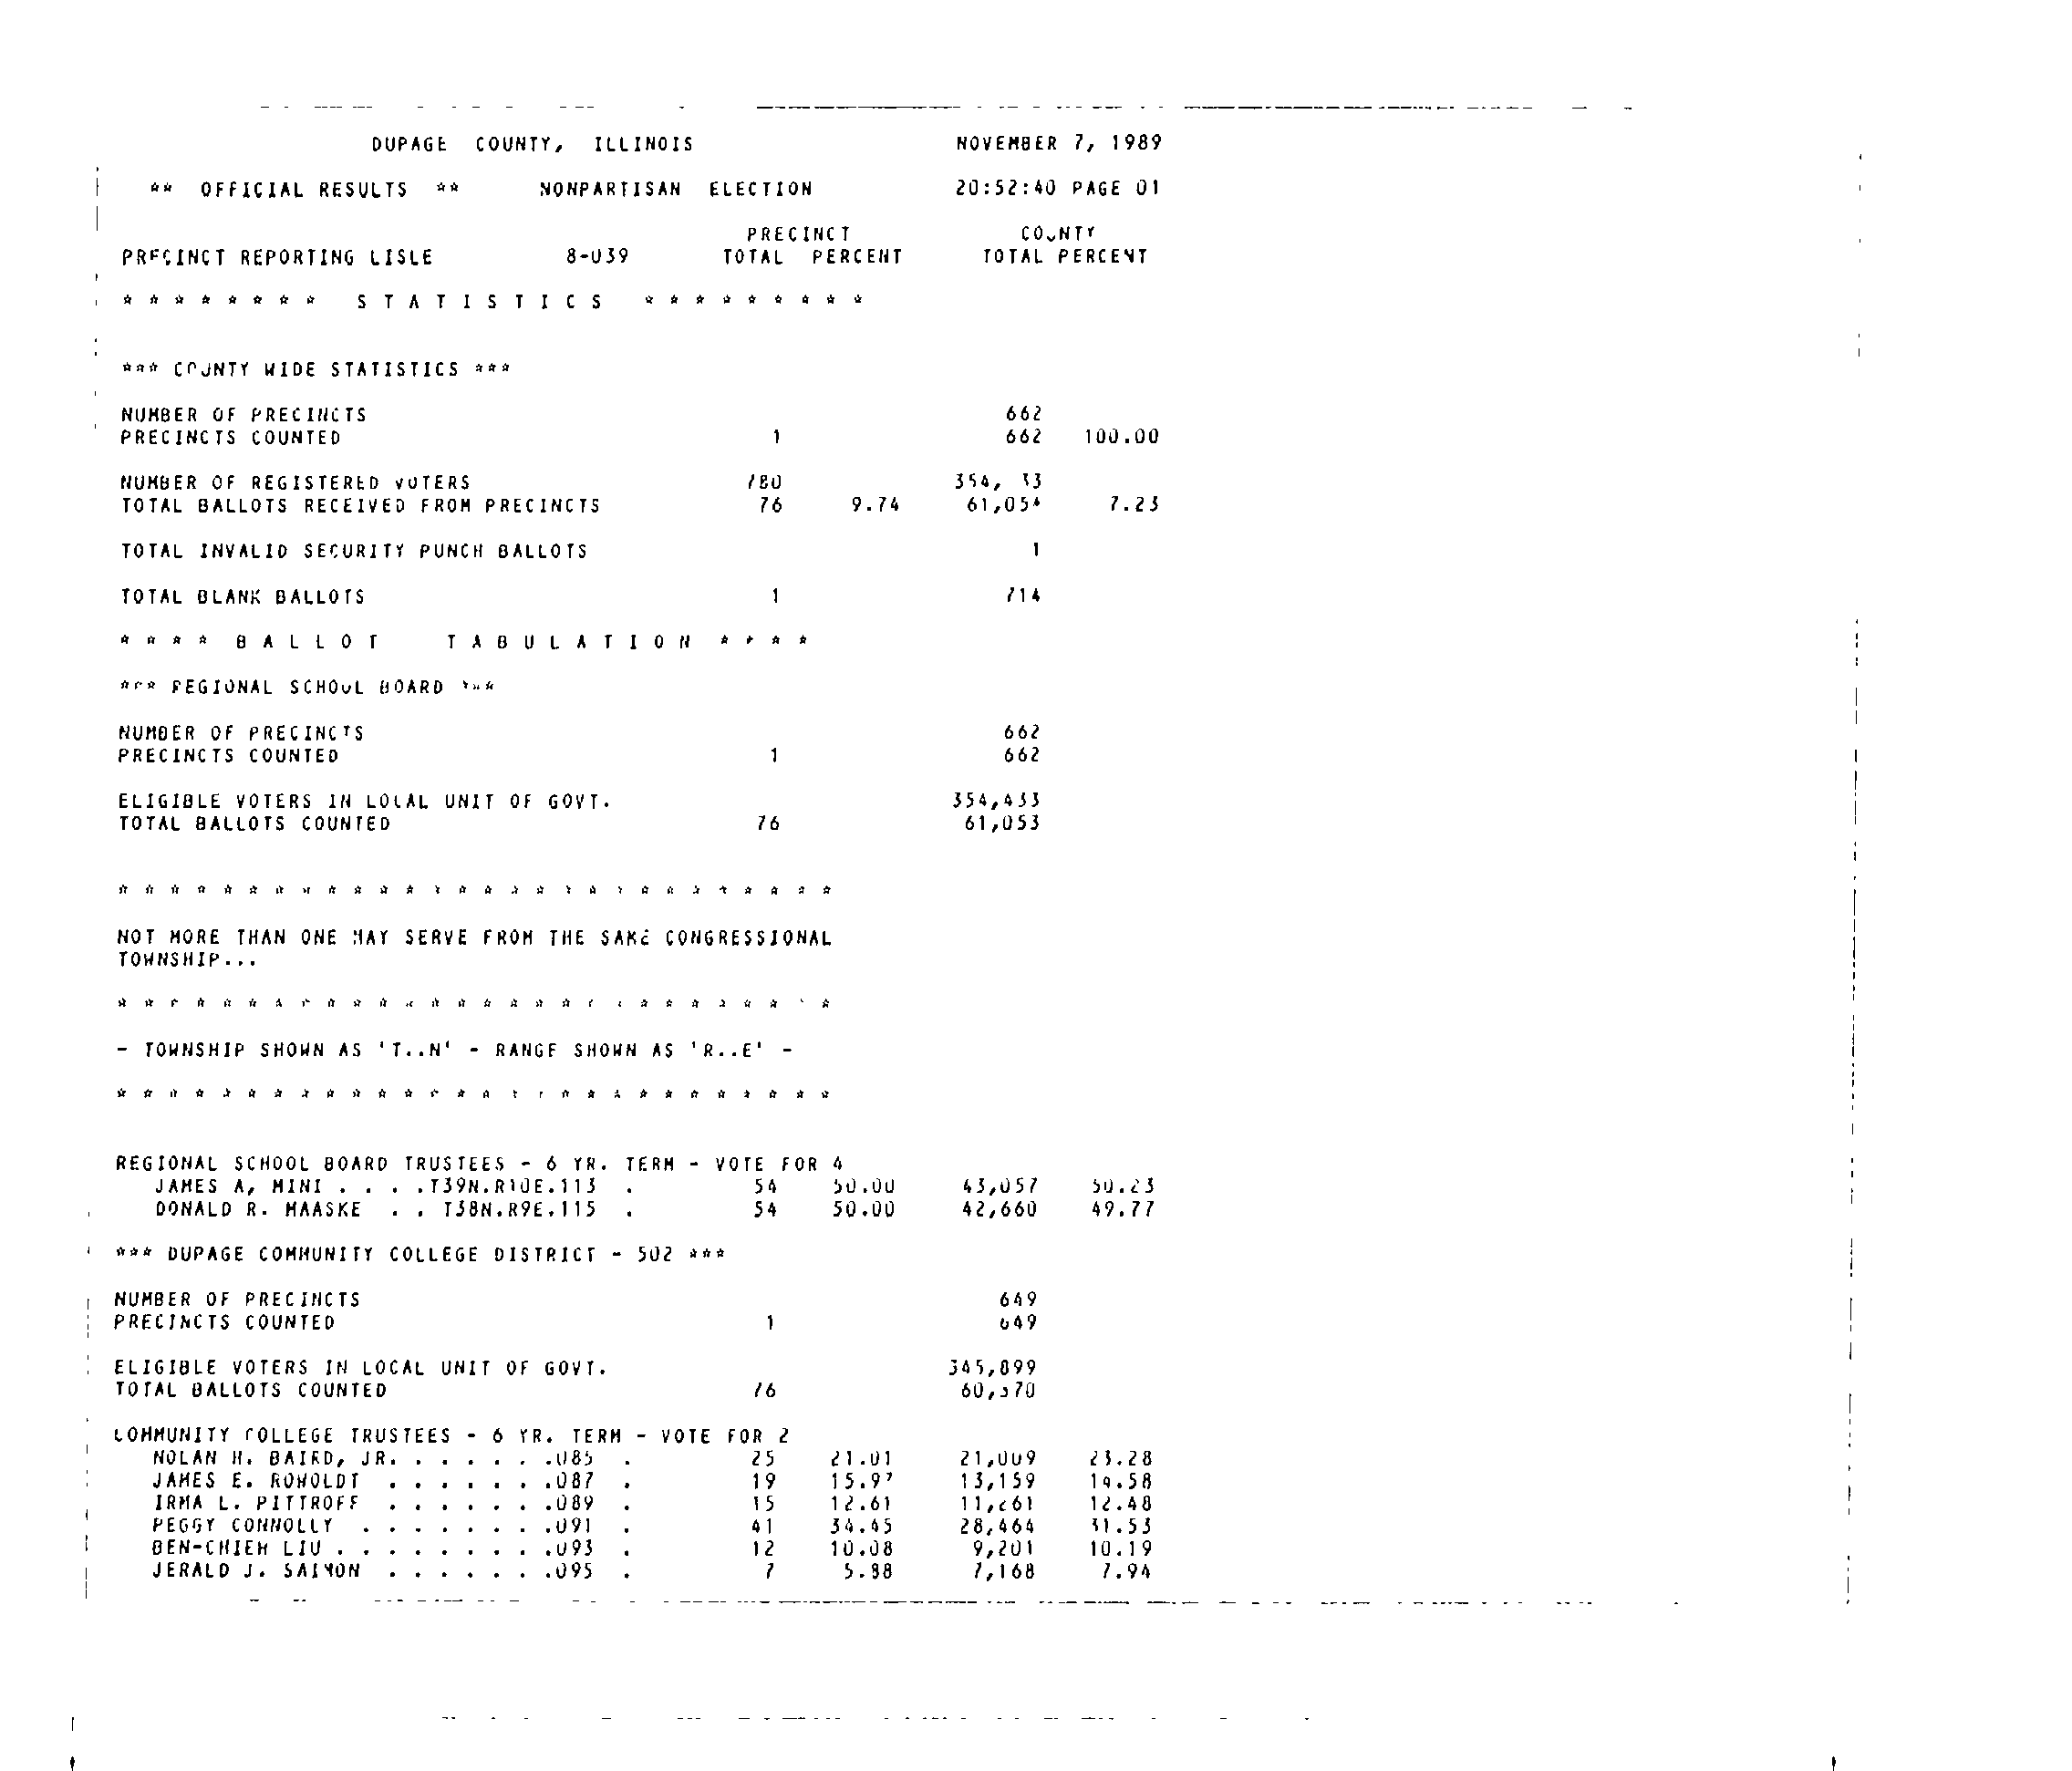 DUPAGE COUNTY, ILLINOIS NOVEMBER 7, 1989
** OFFICIAL RESULTS ** NONPARTISAN ELECTION 20:52:40 PAGE 01
PRECINCT COUNTY
PRECINCT REPORTING LISLE 8-039 TOTAL PERCENT TOTAL PERCENT
* * * * * * * * S T A T I S T I C S * * * * * * * * *
*** COUNTY WIDE STATISTICS ***
NUMBER OF PRECINCTS 662
PRECINCTS COUNTED 1 662 100.00
NUMBER OF REGISTERED VOTERS 780
TOTAL BALLOTS RECEIVED FROM PRECINCTS 76 9.74 61,054 7.23
TOTAL INVALID SECURITY PUNCH BALLOTS 1
TOTAL BLANK BALLOTS 1 714
* * * * B A L L O T T A B U L A T I O N * * * *
*** REGIONAL SCHOOL BOARD ***
NUMBER OF PRECINCTS 662
PRECINCTS COUNTED 1 662
ELIGIBLE VOTERS IN LOCAL UNIT OF GOVT. 354,433
TOTAL BALLOTS COUNTED 76 61,053
* * * * * * * * * * * * * * * * * * * * * * * * * * * *
NOT MORE THAN ONE MAY SERVE FROM THE SAME CONGRESSIONAL
TOWNSHIP...
* * * * * * * * * * * * * * * * * * * * * * * * * * * *
- TOWNSHIP SHOWN AS 'T..N' - RANGE SHOWN AS 'R..E' -
* * * * * * * * * * * * * * * * * * * * * * * * * * * *
REGIONAL SCHOOL BOARD TRUSTEES - 6 YR. TERM - VOTE FOR 4
JAMES A, MINI . . . .T39N.R10E.113 . 54 50.00 43,057 50.23
DONALD R. MAASKE . . T38N.R9E.115 . 54 50.00 42,660 49.77
*** DUPAGE COMMUNITY COLLEGE DISTRICT - 502 ***
NUMBER OF PRECINCTS 649
PRECINCTS COUNTED 1 649
ELIGIBLE VOTERS IN LOCAL UNIT OF GOVT. 345,899
TOTAL BALLOTS COUNTED 76 60,370
COMMUNITY COLLEGE TRUSTEES - 6 YR. TERM - VOTE FOR 2
NOLAN H. BAIRD, JR. . . . . . .085 . 25 21.01 21,009 23.28
JAMES E. ROWOLDT . . . . . . .087 . 19 15.97 13,159 14.58
IRMA L. PITTROFF . . . . . . .089 . 15 12.61 11,261 12.48
PEGGY CONNOLLY . . . . . . . .091 . 41 34.45 28,464 31.53
BEN-CHIEH LIU . . . . . . . . .093 . 12 10.08 9,201 10.19
JERALD J. SAIMON . . . . . . .095 . 7 5.88 7,168 7.94